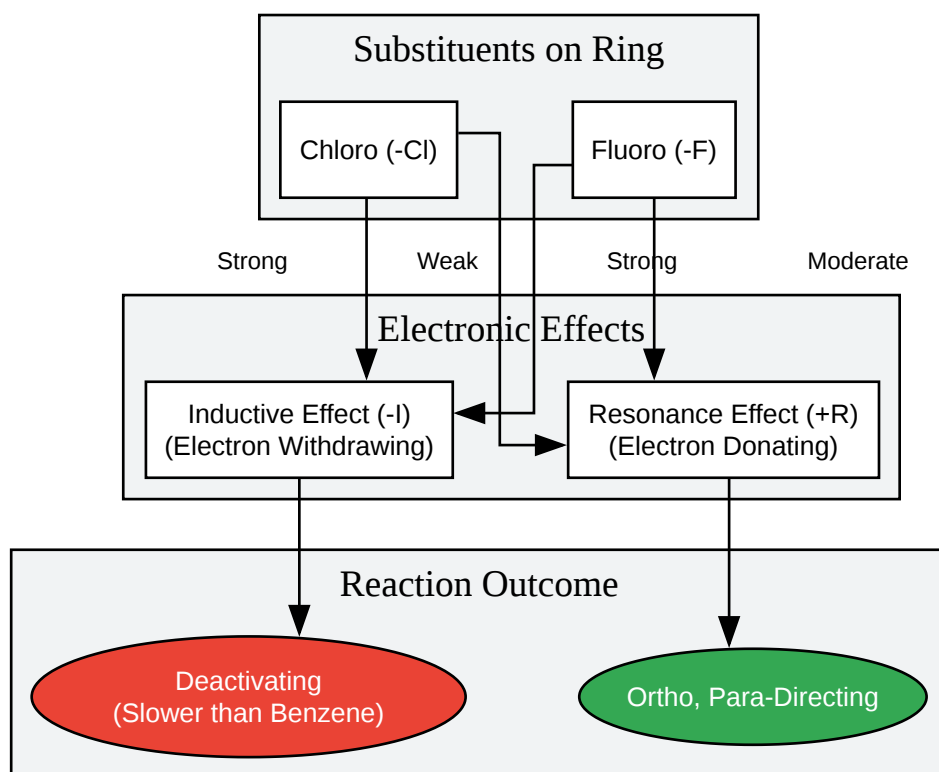 Substituents on Ring
Chloro (-Cl)
Fluoro (-F)
Strong
Weak
Strong
Moderate
Electronic Effects
Inductive Effect (-I)
(Electron Withdrawing)
Resonance Effect (+R)
(Electron Donating)
Reaction Outcome
Deactivating
(Slower than Benzene)
Ortho, Para-Directing